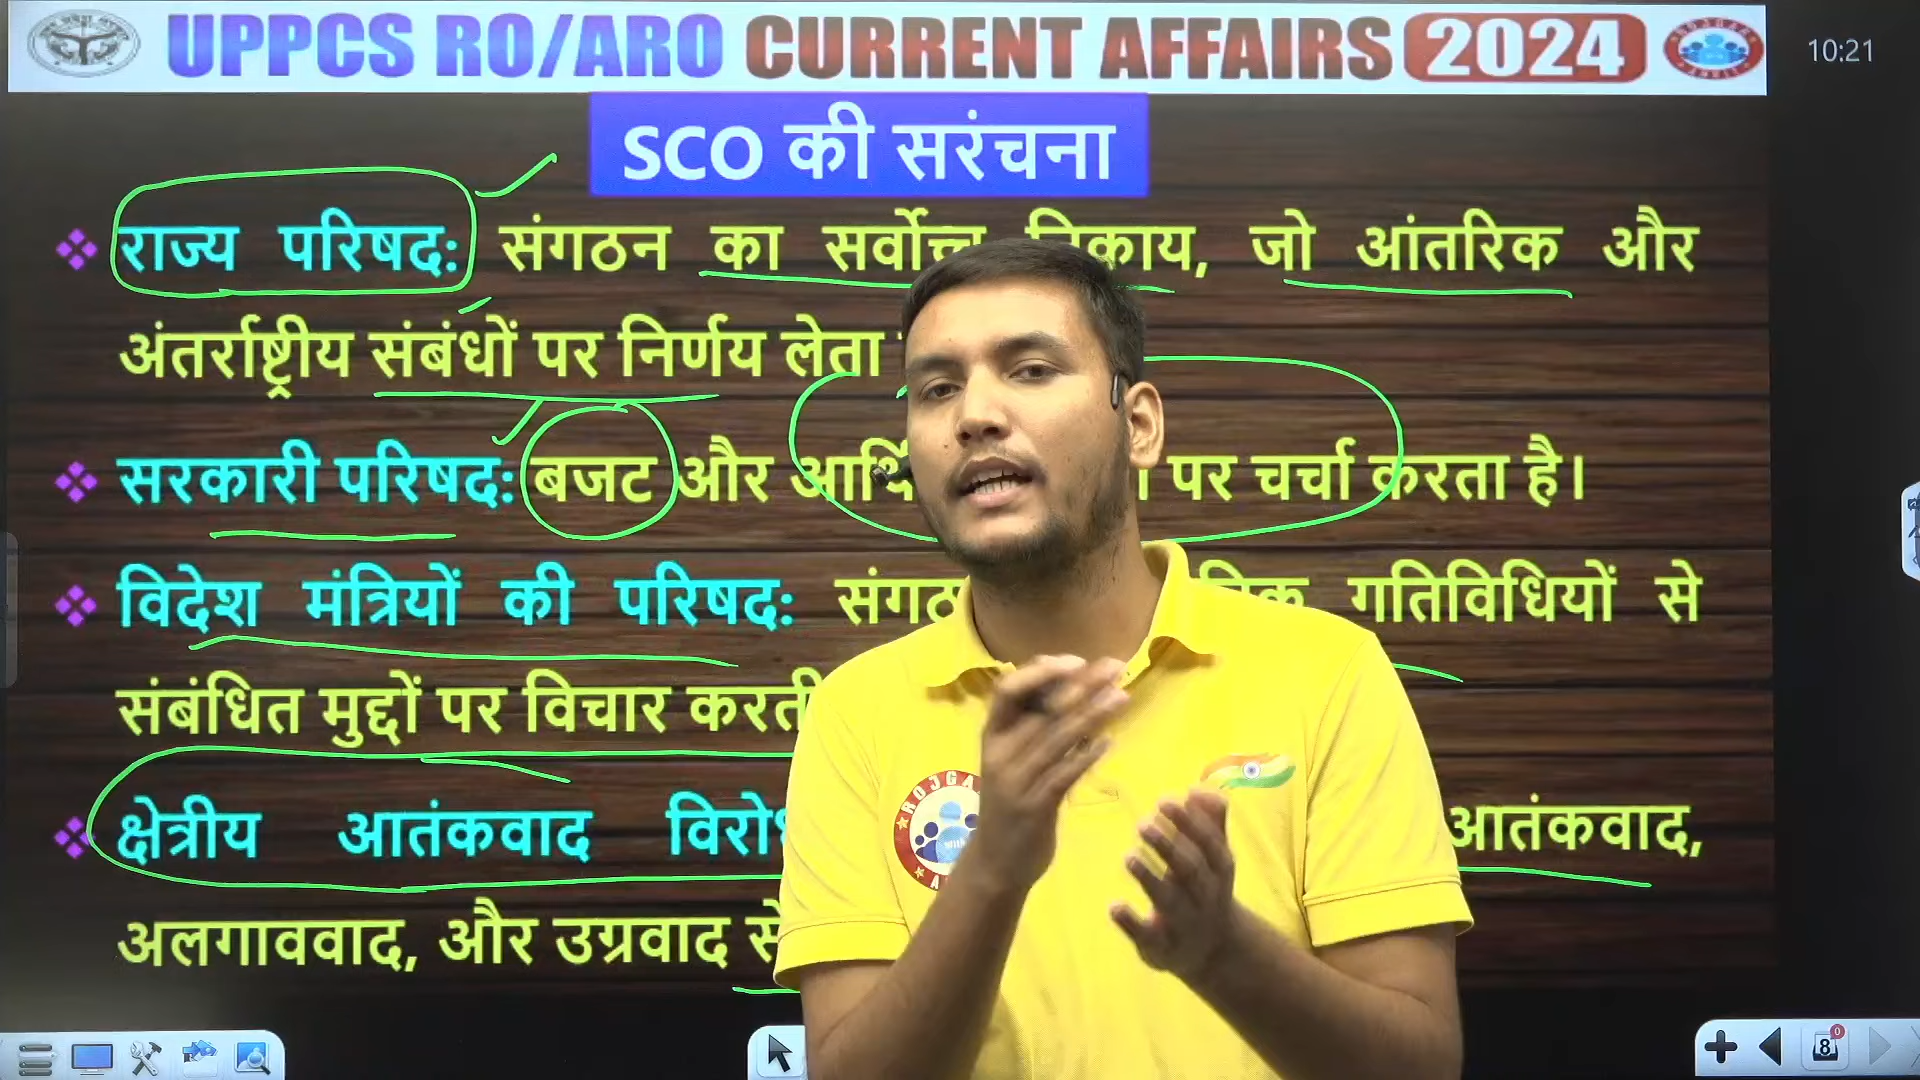 UPPCS RO/ARO CURRENT AFFAIRS 2024
10:21
SCO की सरंचना
राज्य परिषद: संगठन का सर्वोच्च निकाय, जो आंतरिक और
अंतर्राष्ट्रीय संबंधों पर निर्णय लेता
सरकारी परिषद: बजट और पर चर्चा करता है।
विदेश मंत्रियों की परिषद: गतिविधियों से
संबंधित मुद्दों पर विचार करती
क्षेत्रीय आतंकवाद आतंकवाद,
अलगाववाद, और उग्रवाद से
8
0